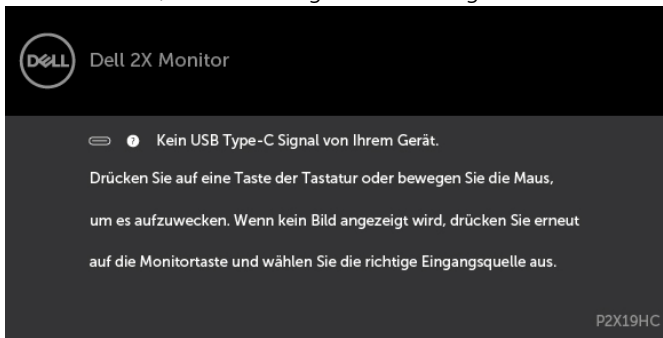 DELL
Dell 2X Monitor
Kein USB Type-C Signal von Ihrem Gerät.
Drücken Sie auf eine Taste der Tastatur oder bewegen Sie die Maus,
um es aufzuwecken. Wenn kein Bild angezeigt wird, drücken Sie erneut
auf die Monitortaste und wählen Sie die richtige Eingangsquelle aus.
P2X19HC